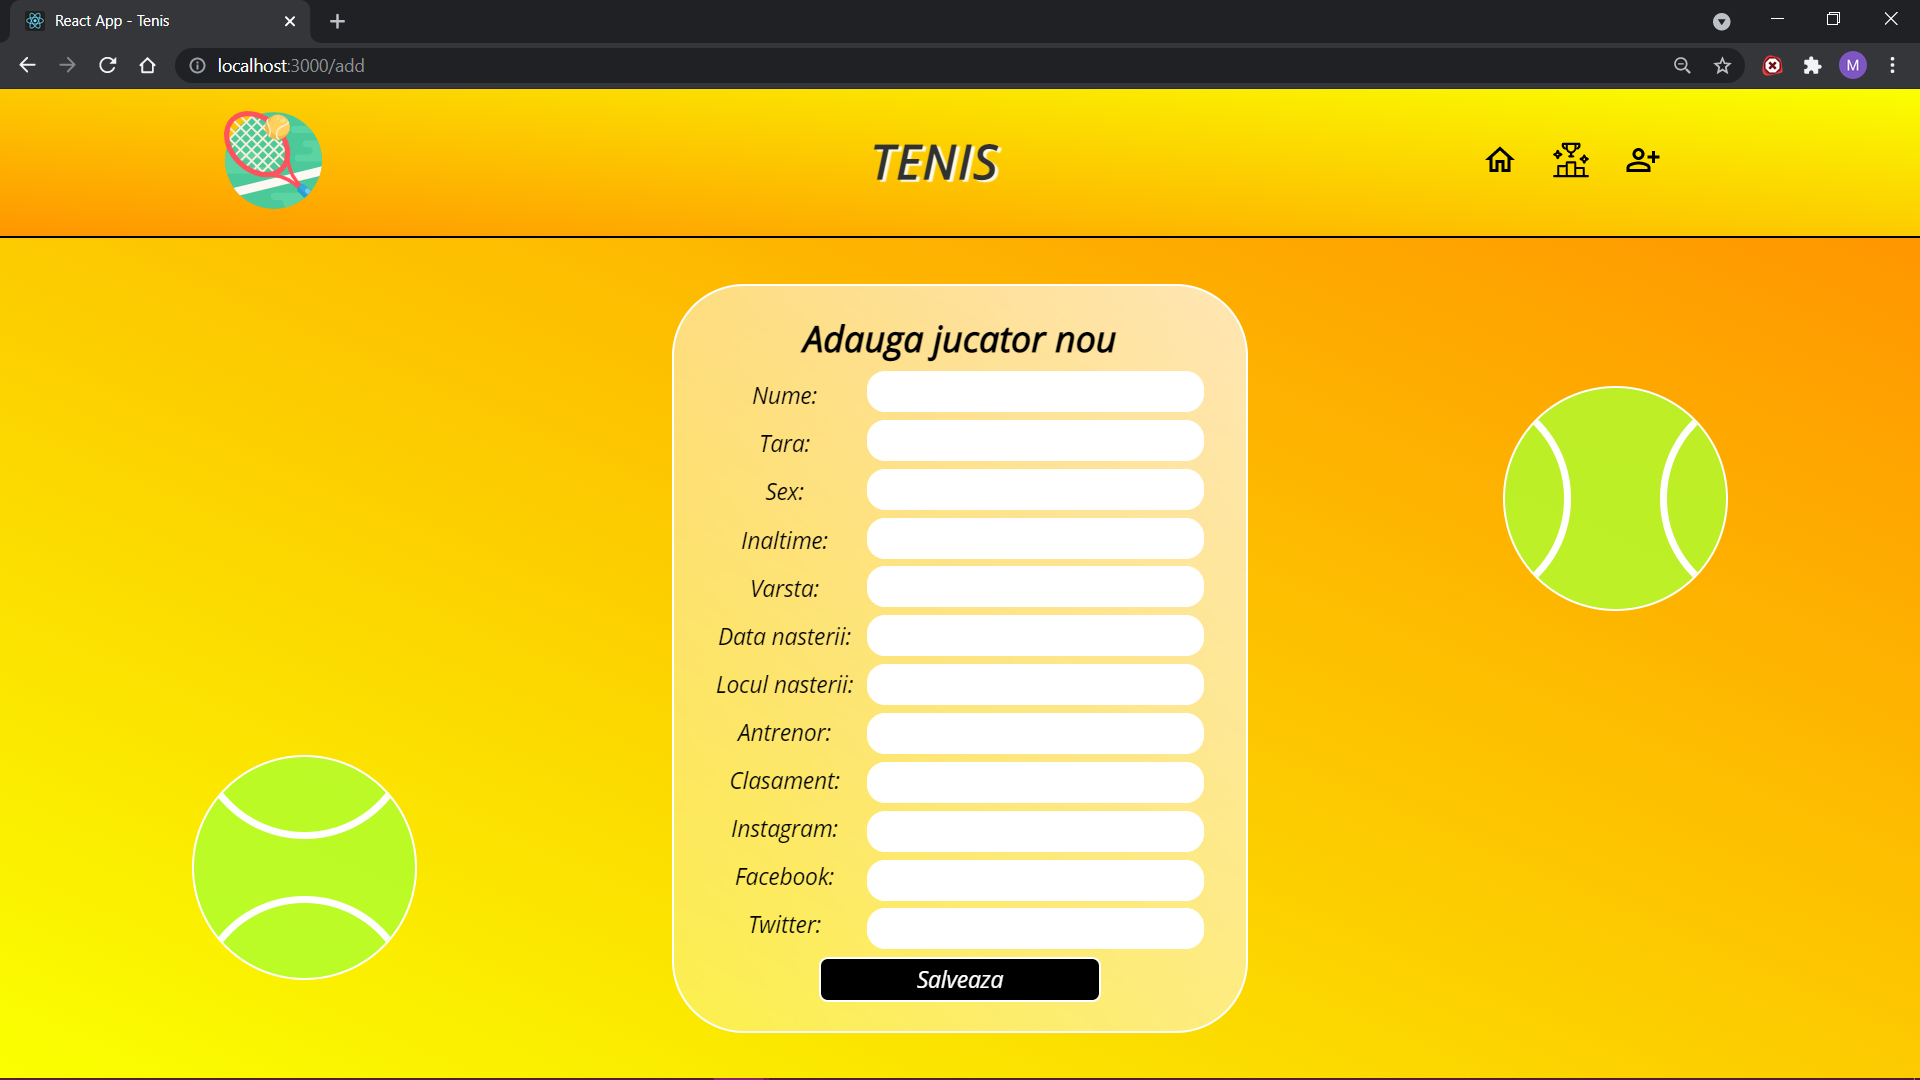 React App - Tenis
localhost:3000/add
M
TENIS
Adauga jucator nou
Nume:
Tara:
Sex:
Inaltime:
Varsta:
Data nasterii:
Locul nasterii:
Antrenor:
Clasament:
Instagram:
Facebook:
Twitter:
Salveaza